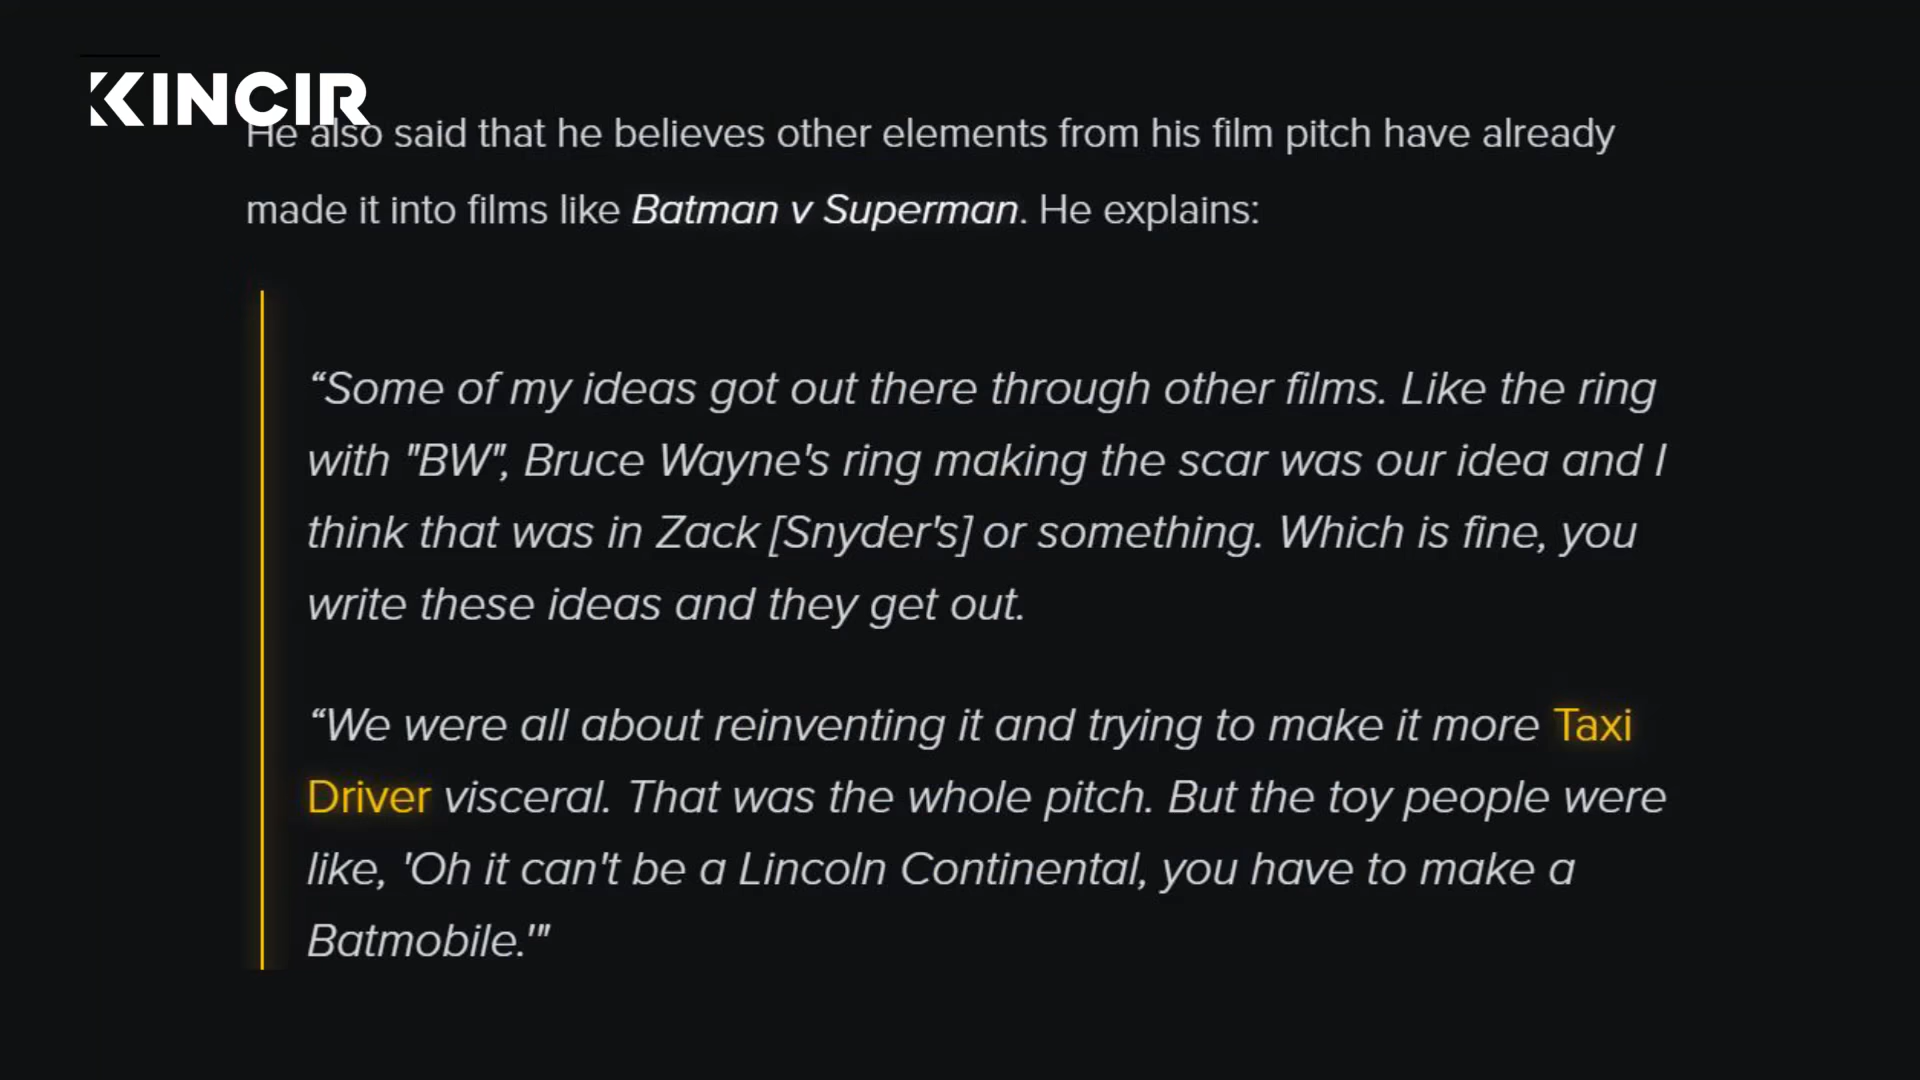 KINCIR
He also said that he believes other elements from his film pitch have already
made it into films like Batman v Superman. He explains:
“Some of my ideas got out there through other films. Like the ring
with "BW", Bruce Wayne's ring making the scar was our idea and I
think that was in Zack [Snyder's] or something. Which is fine, you
write these ideas and they get out.
“We were all about reinventing it and trying to make it more Taxi
Driver visceral. That was the whole pitch. But the toy people were
like, 'Oh it can't be a Lincoln Continental, you have to make a
Batmobile.'"